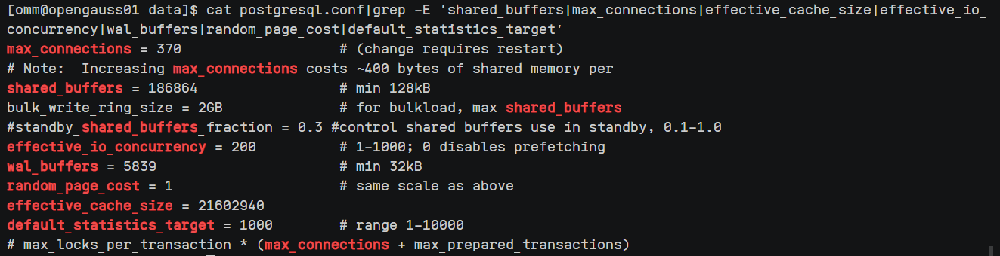 [omm@opengauss01 data]$ cat postgresql.conf|grep -E 'shared_buffers|max_connections|effective_cache_size|effective_io_
concurrency|wal_buffers|random_page_cost|default_statistics_target'
max_connections = 370                   # (change requires restart)
# Note:  Increasing max_connections costs ~400 bytes of shared memory per
shared_buffers = 186864                 # min 128kB
bulk_write_ring_size = 2GB              # for bulkload, max shared_buffers
#standby_shared_buffers_fraction = 0.3 #control shared buffers use in standby, 0.1-1.0
effective_io_concurrency = 200          # 1-1000; 0 disables prefetching
wal_buffers = 5839                      # min 32kB
random_page_cost = 1                    # same scale as above
effective_cache_size = 21602940
default_statistics_target = 1000        # range 1-10000
# max_locks_per_transaction * (max_connections + max_prepared_transactions)